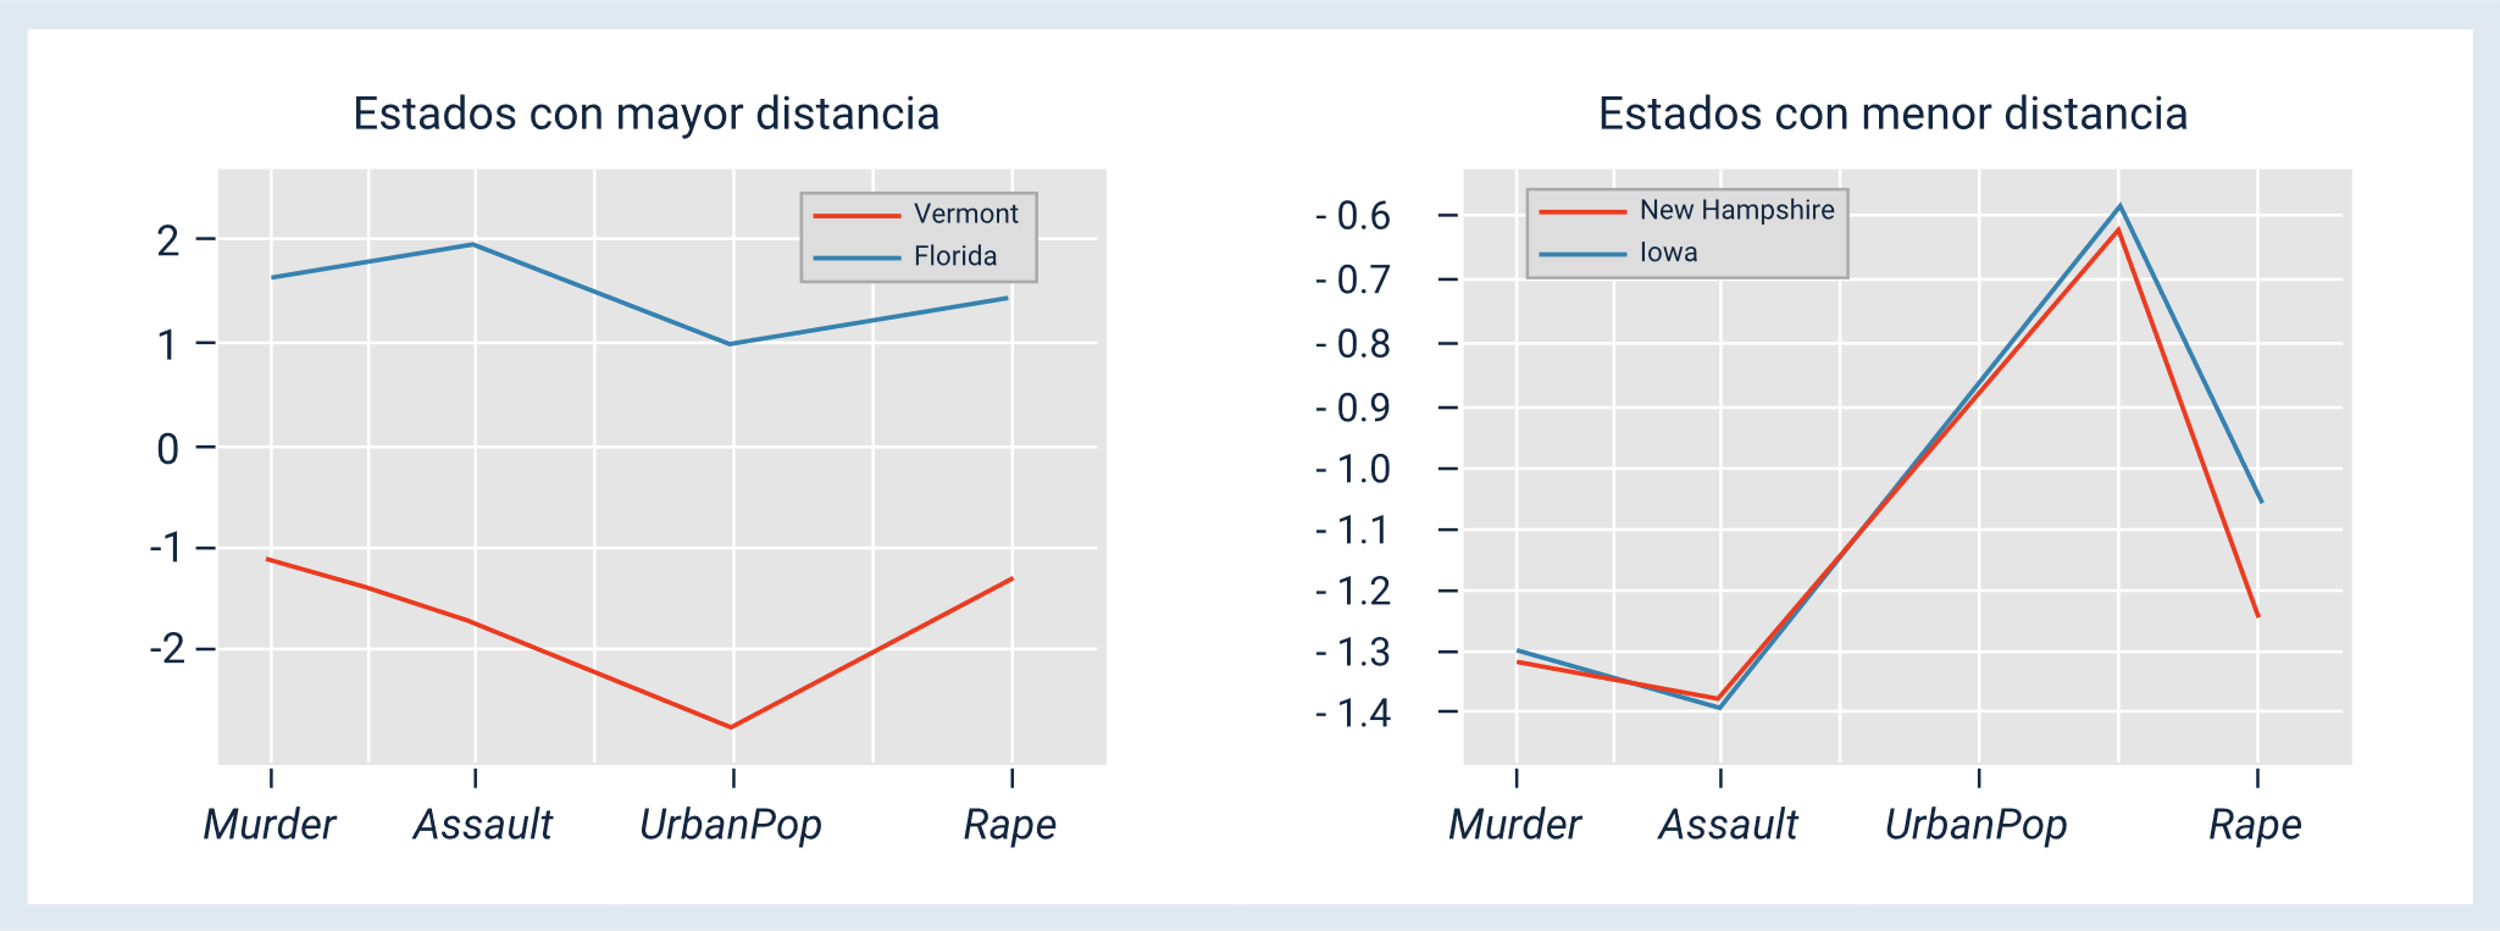 Estados con mayor distancia
Vermont
Florida
2
1
0
-1
-2
Murder Assault UrbanPop Rape
Estados con menor distancia
New Hampshire
Iowa
- 0.6
- 0.7
- 0.8
- 0.9
- 1.0
- 1.1
- 1.2
- 1.3
- 1.4
Murder Assault UrbanPop Rape